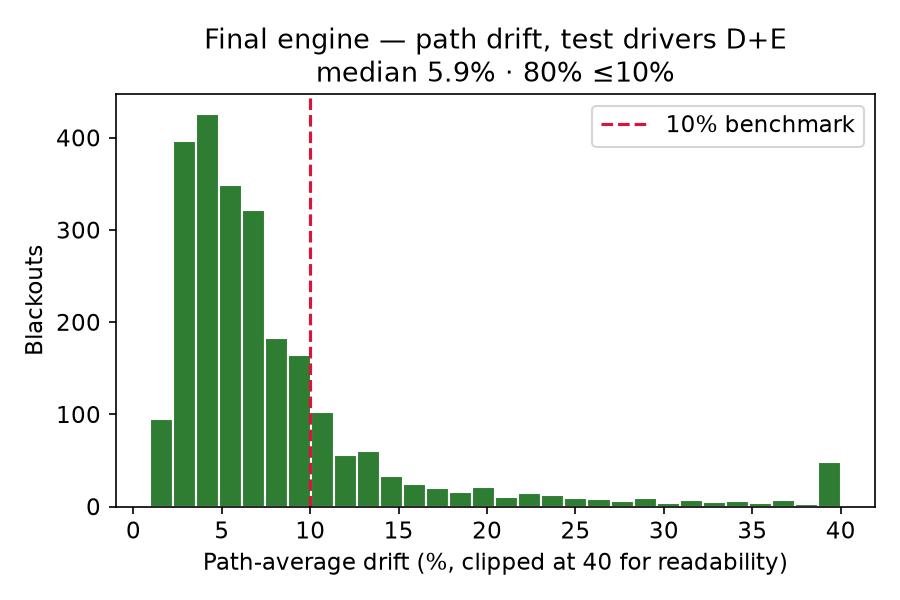 Final engine — path drift, test drivers D+E
median 5.9% · 80% ≤10%
10% benchmark
400
300
200
100
0
Blackouts
0 5 10 15 20 25 30 35 40
Path-average drift (%, clipped at 40 for readability)